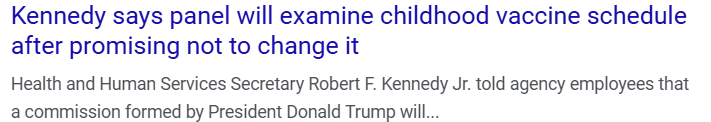 Kennedy says panel will examine childhood vaccine schedule
after promising not to change it
Health and Human Services Secretary Robert F. Kennedy Jr. told agency employees that
a commission formed by President Donald Trump will...